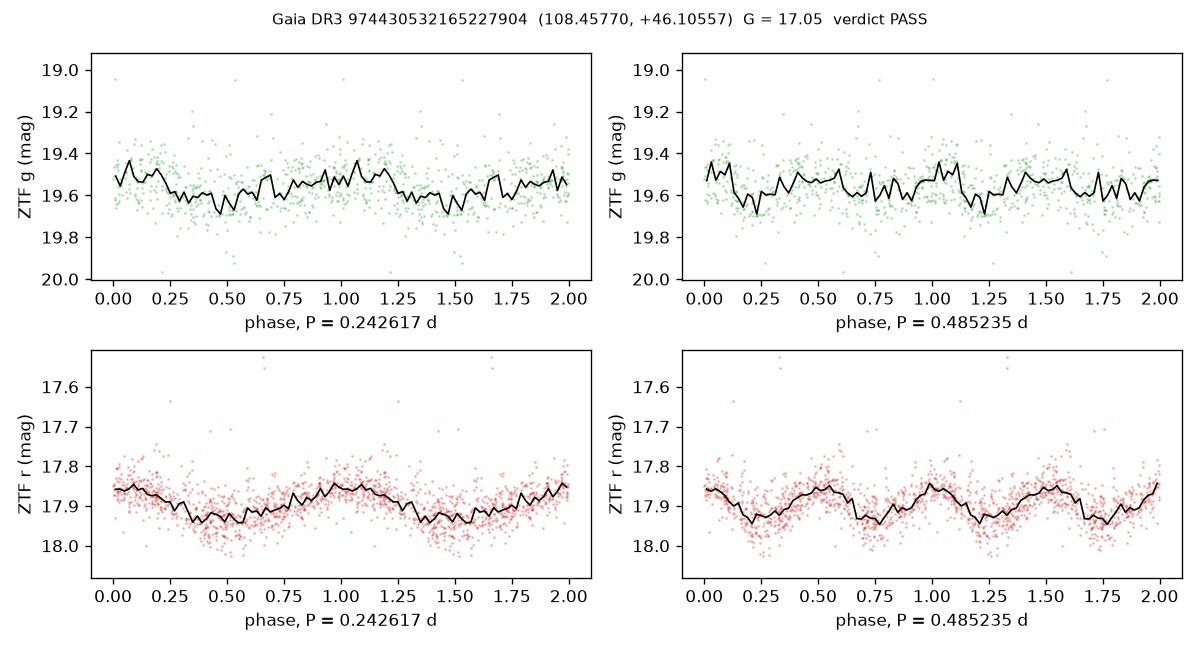 Gaia DR3 974430532165227904  (108.45770, +46.10557)  G = 17.05  verdict PASS
19.0
19.2
19.4
19.6
19.8
20.0
ZTF g (mag)
0.00 0.25 0.50 0.75 1.00 1.25 1.50 1.75 2.00
phase, P = 0.242617 d
19.0
19.2
19.4
19.6
19.8
20.0
ZTF g (mag)
0.00 0.25 0.50 0.75 1.00 1.25 1.50 1.75 2.00
phase, P = 0.485235 d
17.6
17.7
17.8
17.9
18.0
ZTF r (mag)
0.00 0.25 0.50 0.75 1.00 1.25 1.50 1.75 2.00
phase, P = 0.242617 d
17.6
17.7
17.8
17.9
18.0
ZTF r (mag)
0.00 0.25 0.50 0.75 1.00 1.25 1.50 1.75 2.00
phase, P = 0.485235 d